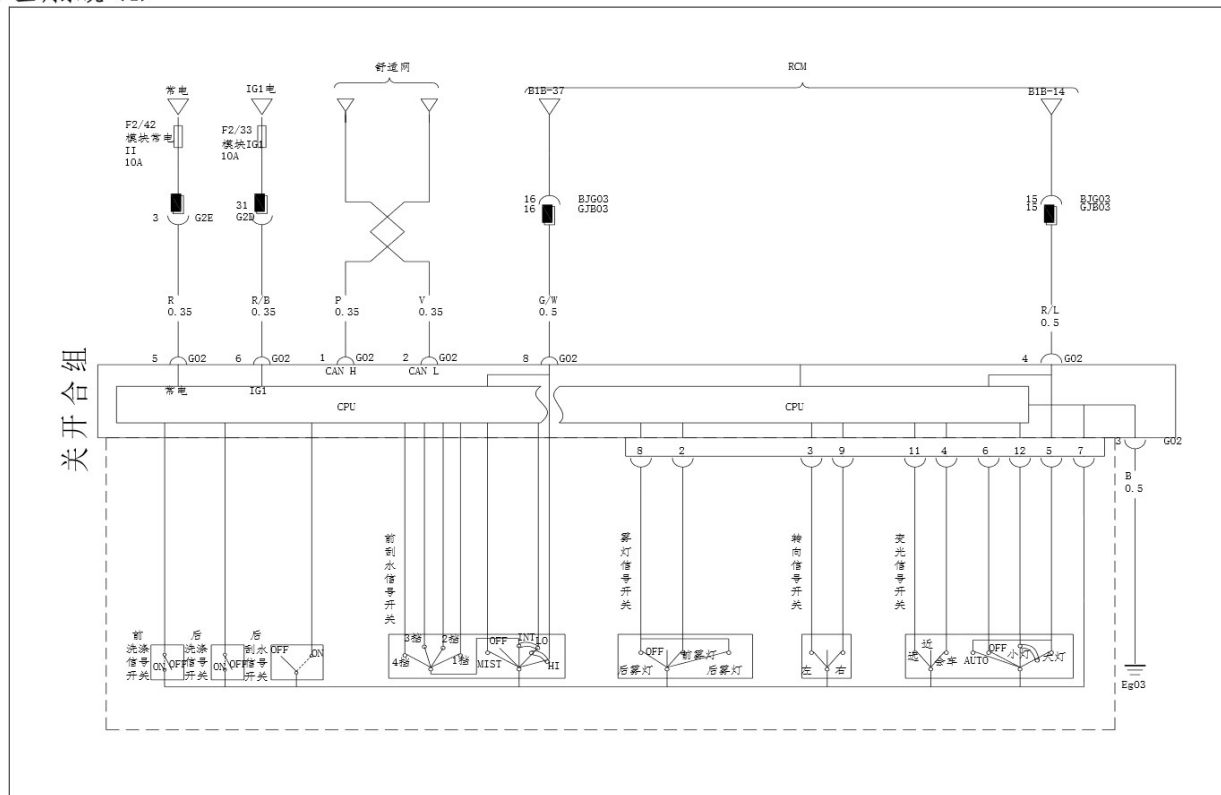 舒适网
RCM
常电
IG1电
B1B-37
B1B-14
F2/42
模块常电
II
10A
F2/33
模块IG1
10A
3
G2E
31
G2D
16
16
BJG03
GJB03
15
15
BJG03
GJB03
R
0.35
R/B
0.35
P
0.35
V
0.35
G/W
0.5
R/L
0.5
5
G02
6
G02
1
G02
2
G02
8
G02
4
G02
CAN H
CAN L
常电
IG1
CPU
CPU
关开合组
8
2
3
9
11
4
6
12
5
7
3
G02
B
0.5
前刮水信号开关
雾灯信号开关
转向信号开关
变光信号开关
前洗涤信号开关
ON
OFF
后洗涤信号开关
ON
OFF
后刮水信号开关
OFF
ON
3挡
2挡
4挡
1挡
MIST
OFF
INT
LO
HI
OFF
前雾灯
后雾灯
后雾灯
左
右
远
近
会车
AUTO
OFF
小灯
大灯
Eg03